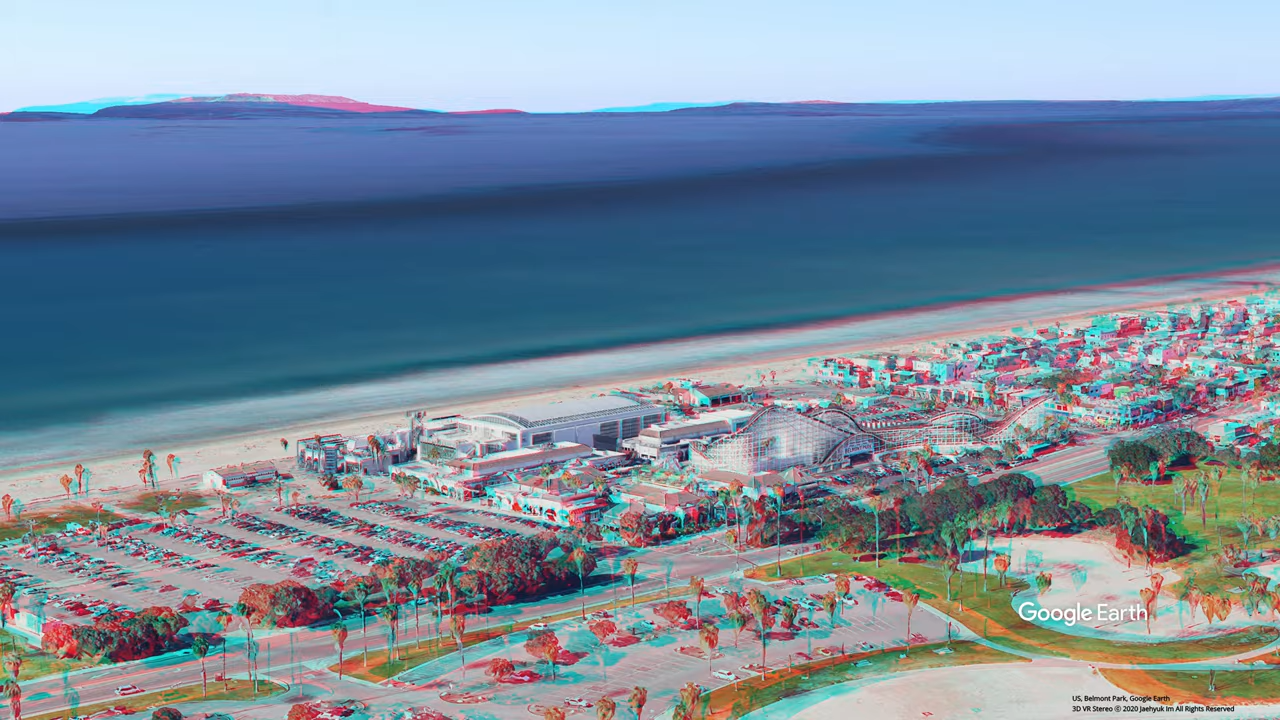 Google Earth
US, Belmont Park, Google Earth
3D VR Stereo ⓒ 2020 Jaehyuk Im All Rights Reserved